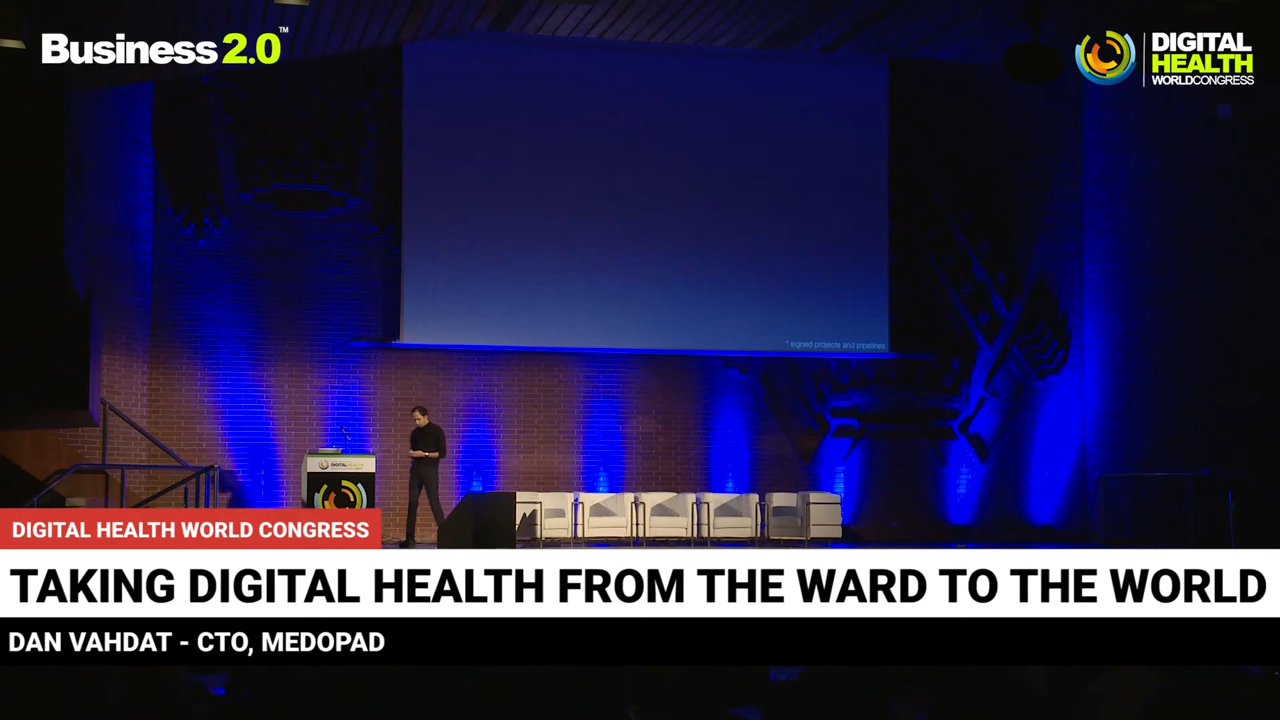 Business 2.0™
DIGITAL
HEALTH
WORLDCONGRESS
* signed projects and pipelines
DIGITALHEALTH
DIGITAL HEALTH WORLD CONGRESS
TAKING DIGITAL HEALTH FROM THE WARD TO THE WORLD
DAN VAHDAT - CTO, MEDOPAD